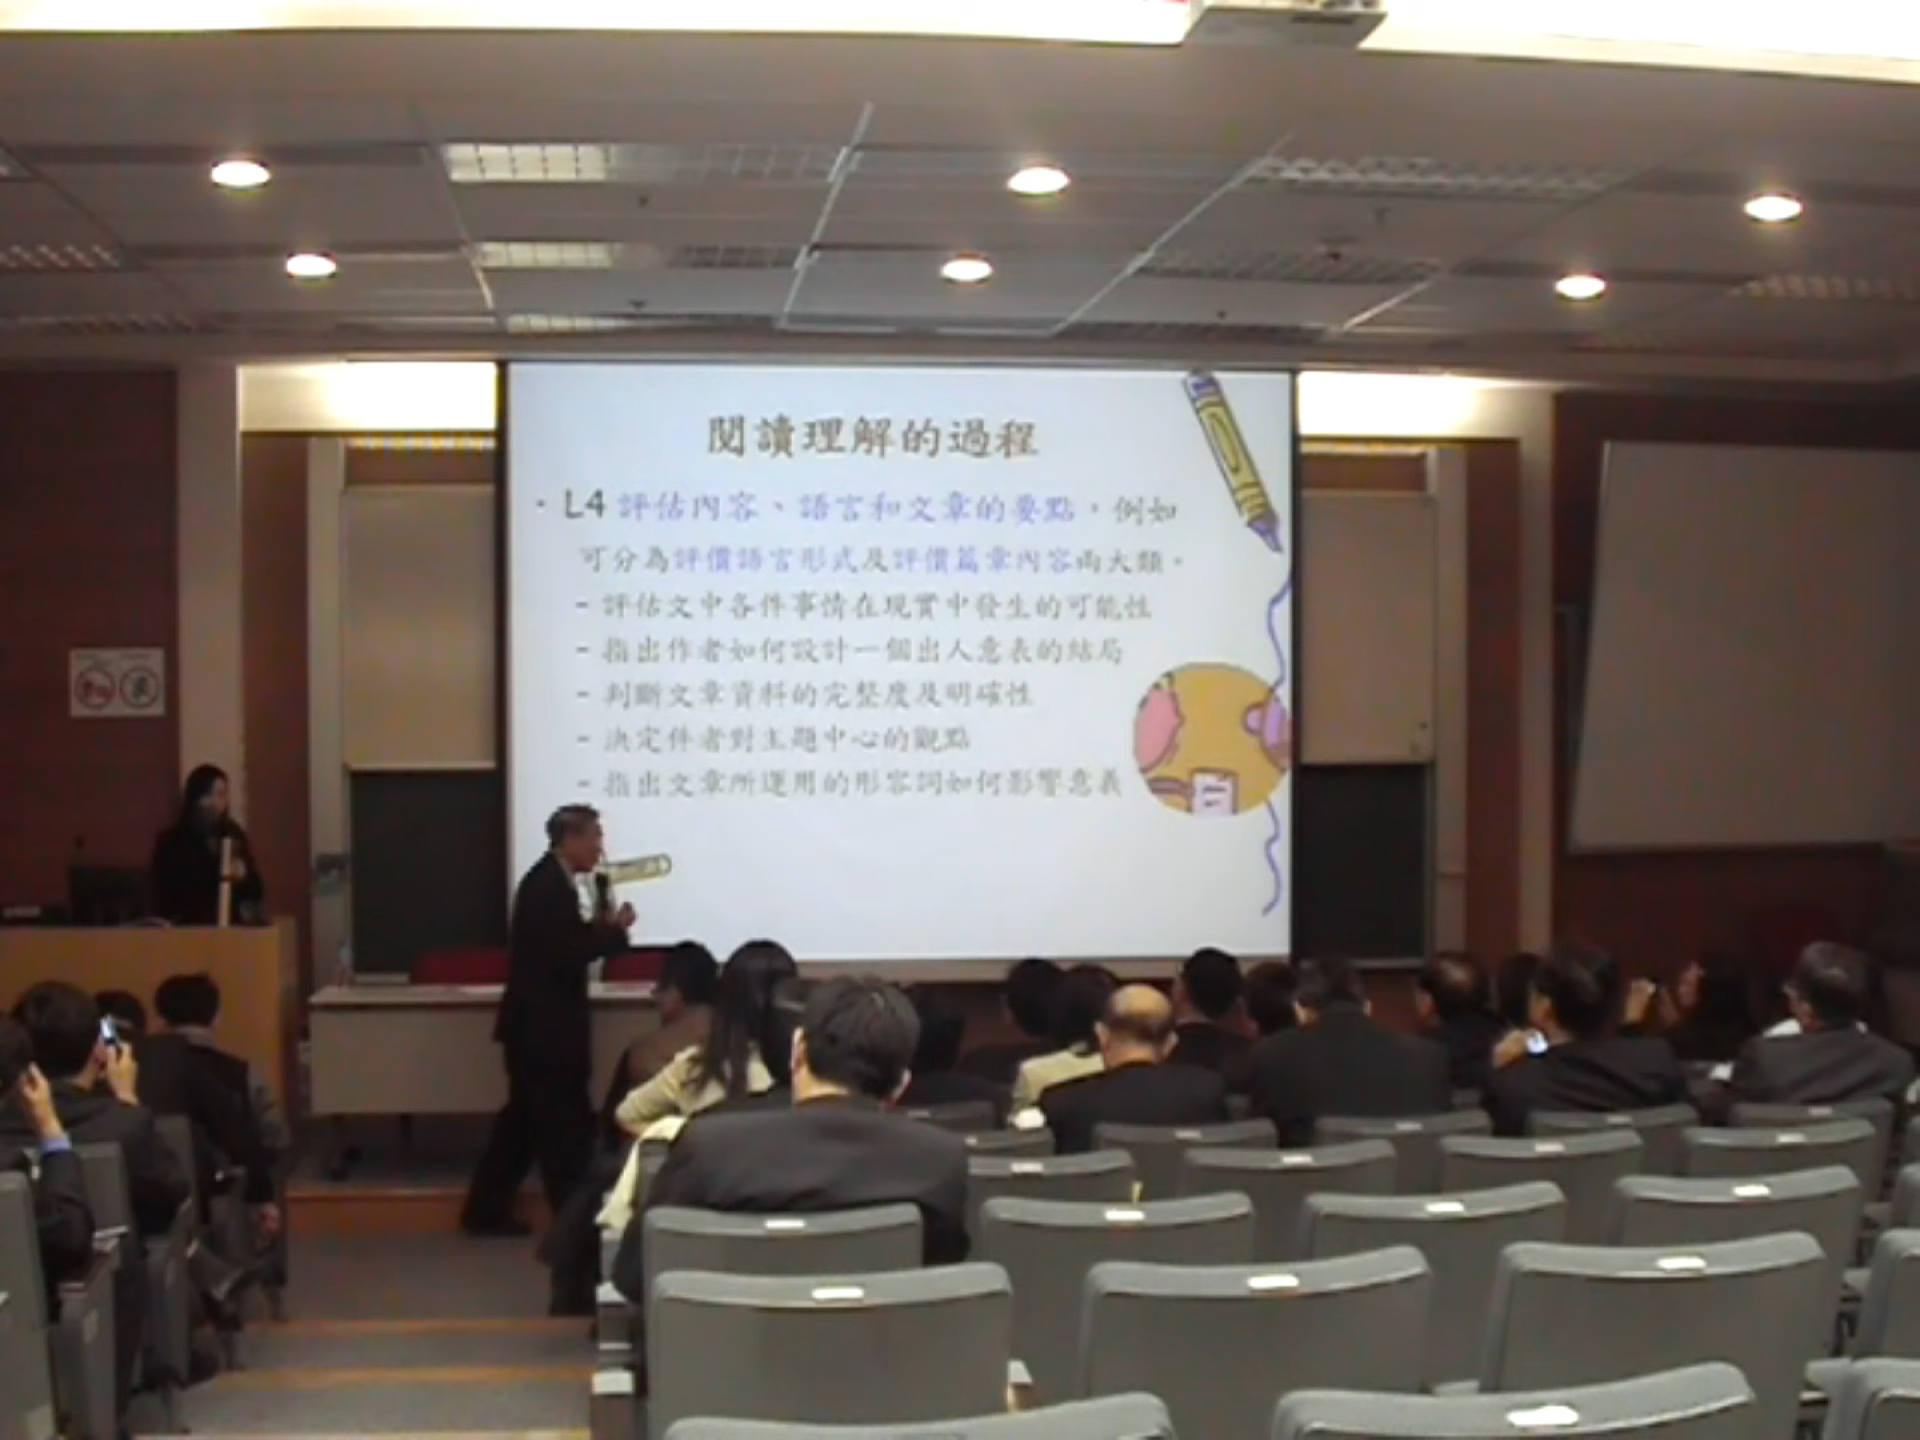 閱讀理解的過程
· L4 評估內容、語言和文章的要點，例如
可分為評價語言形式及評價篇章內容兩大類。
- 評估文中各件事情在現實中發生的可能性
- 指出作者如何設計一個出人意表的結局
- 判斷文章資料的完整度及明確性
- 決定作者對主題中心的觀點
- 指出文章所運用的形容詞如何影響意義